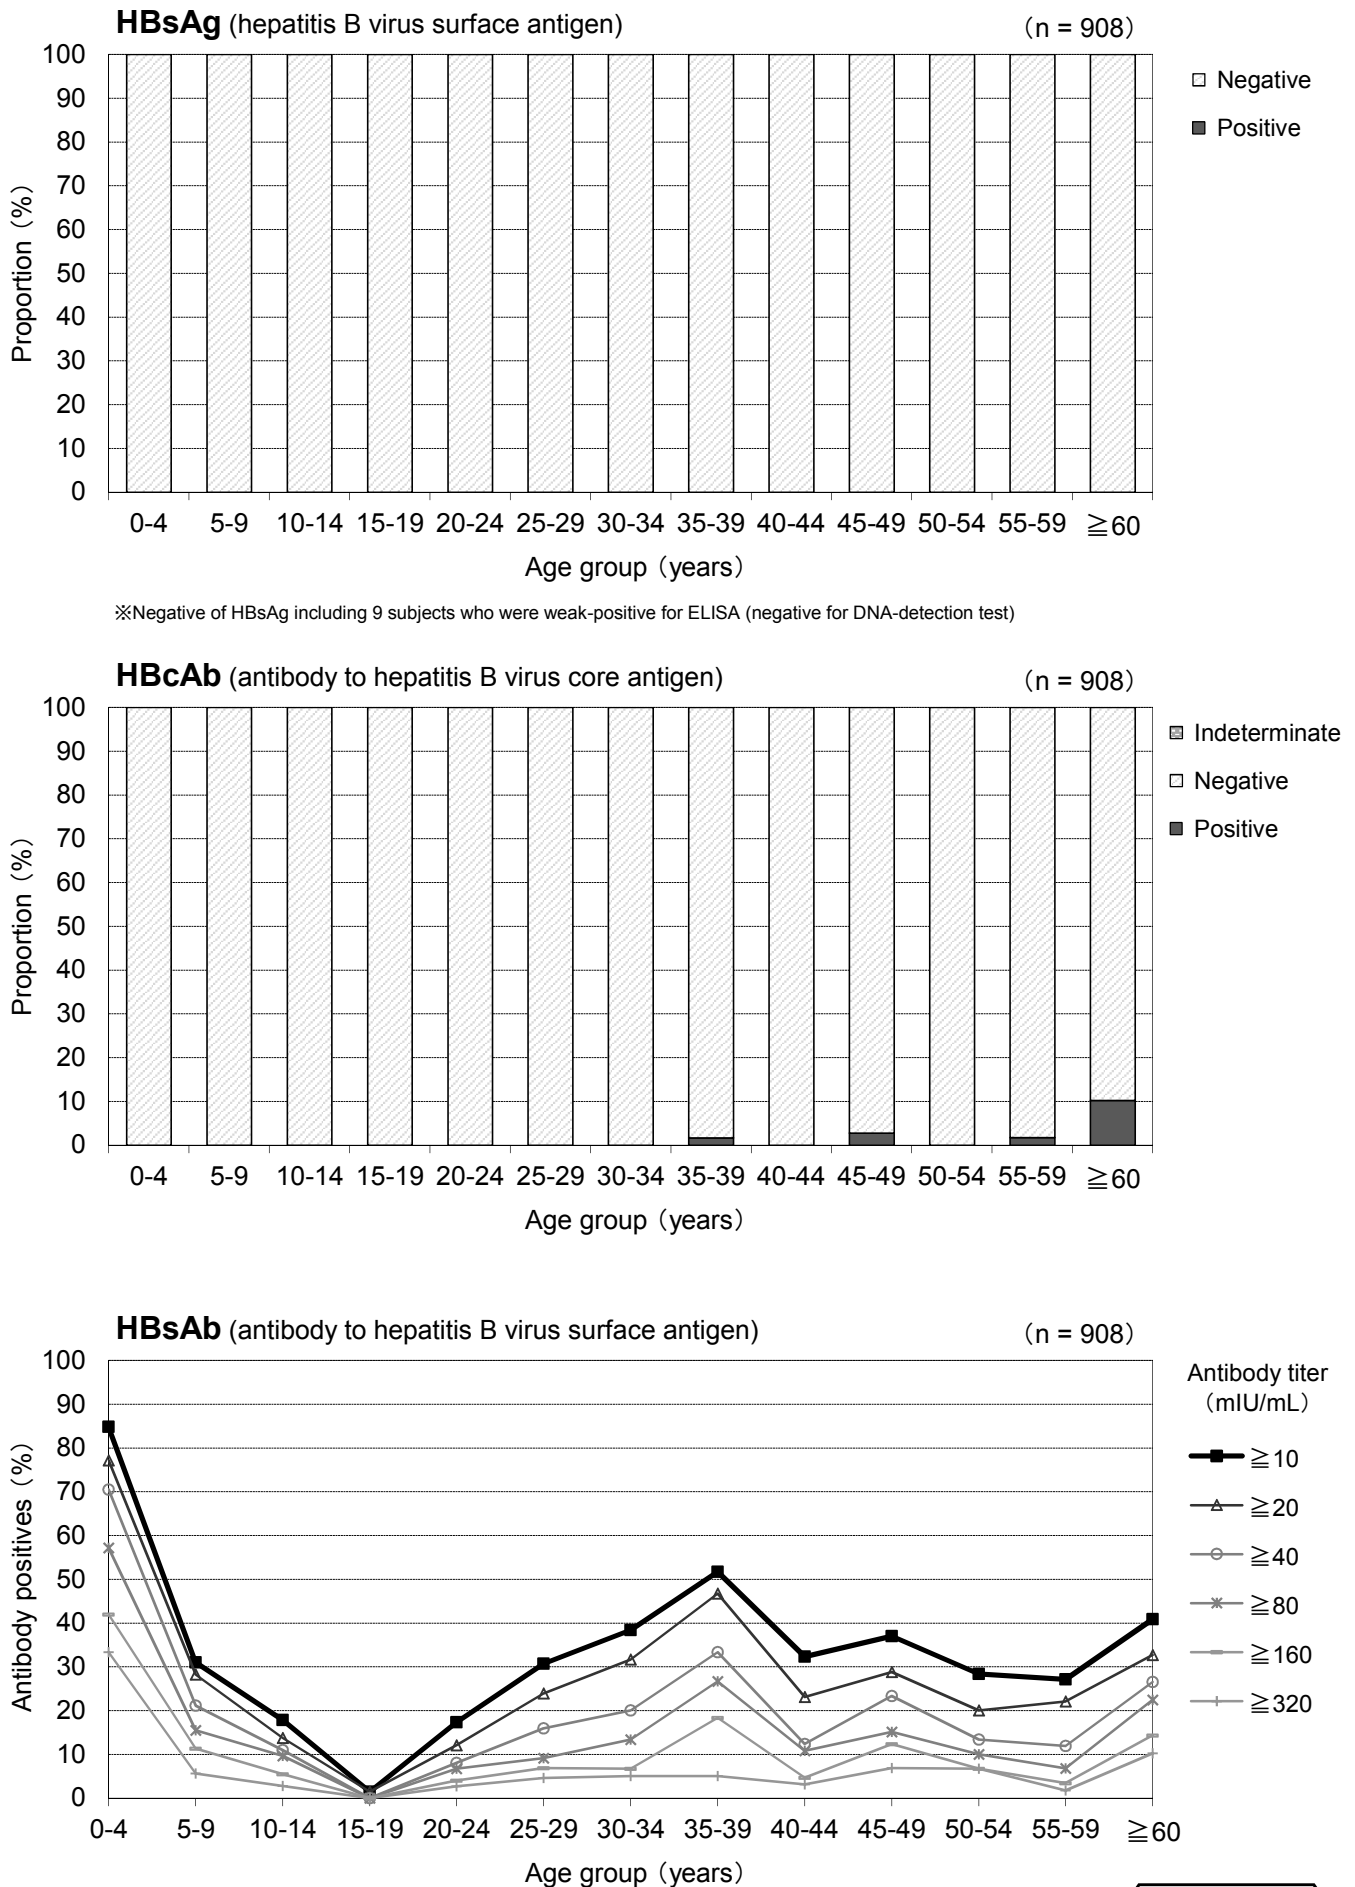 HBsAg (hepatitis B virus surface antigen) （n = 908）
100
90
80
70
60
50
40
30
20
10
0
Proportion（%）
□ Negative
■ Positive
0-4 5-9 10-14 15-19 20-24 25-29 30-34 35-39 40-44 45-49 50-54 55-59 ≧60
Age group（years）
※Negative of HBsAg including 9 subjects who were weak-positive for ELISA (negative for DNA-detection test)
HBcAb (antibody to hepatitis B virus core antigen) （n = 908）
100
90
80
70
60
50
40
30
20
10
0
Proportion（%）
Indeterminate
Negative
Positive
0-4 5-9 10-14 15-19 20-24 25-29 30-34 35-39 40-44 45-49 50-54 55-59 ≧60
Age group（years）
HBsAb (antibody to hepatitis B virus surface antigen) （n = 908）
100
90
80
70
60
50
40
30
20
10
0
Antibody positives（%）
Antibody titer
（mIU/mL）
≧10
≧20
≧40
≧80
≧160
≧320
0-4 5-9 10-14 15-19 20-24 25-29 30-34 35-39 40-44 45-49 50-54 55-59 ≧60
Age group（years）